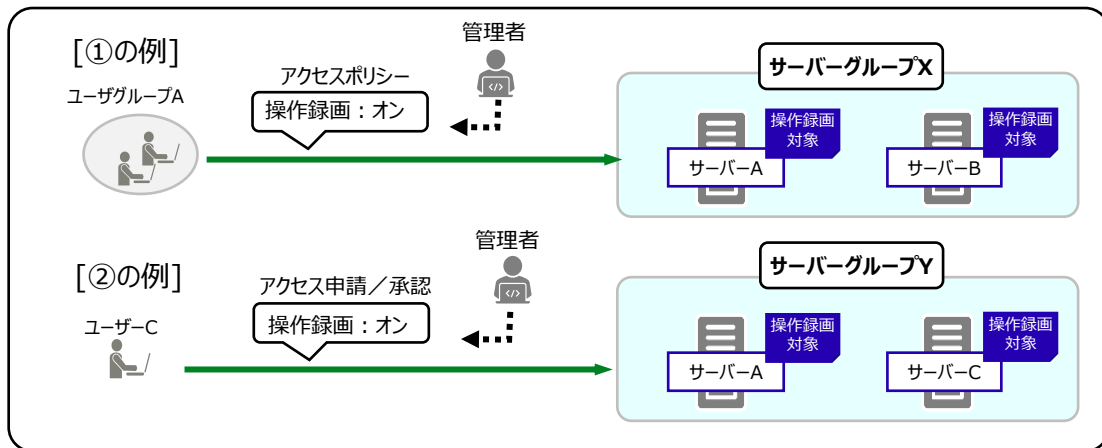 [①の例]
ユーザグループA
アクセスポリシー
操作録画：オン
管理者
サーバーグループX
操作録画
対象
サーバーA
操作録画
対象
サーバーB
[②の例]
ユーザーC
アクセス申請／承認
操作録画：オン
管理者
サーバーグループY
操作録画
対象
サーバーA
操作録画
対象
サーバーC